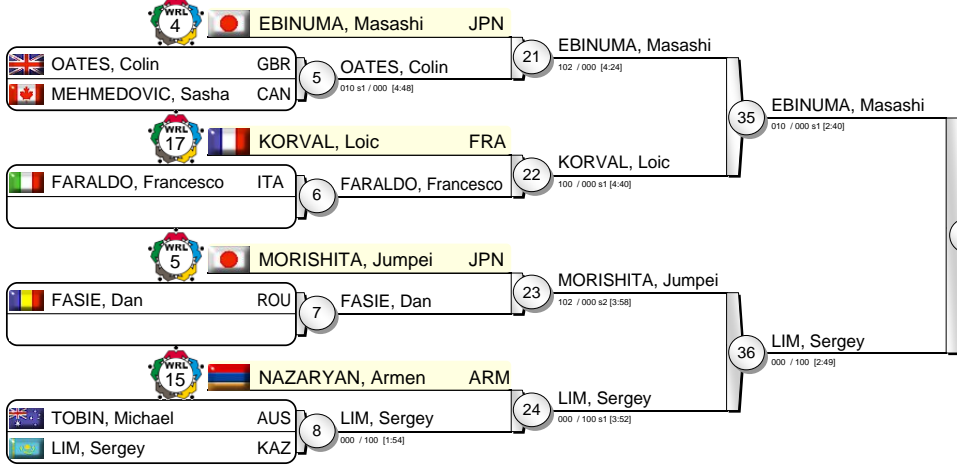 WRL
4
EBINUMA, Masashi JPN
OATES, Colin GBR
MEHMEDOVIC, Sasha CAN
5
OATES, Colin
010 s1 / 000 [4:48]
21
EBINUMA, Masashi
102 / 000 [4:24]
WRL
17
KORVAL, Loic FRA
FARALDO, Francesco ITA
6
FARALDO, Francesco
22
KORVAL, Loic
100 / 000 s1 [4:40]
35
EBINUMA, Masashi
010 / 000 s1 [2:40]
WRL
5
MORISHITA, Jumpei JPN
FASIE, Dan ROU
7
FASIE, Dan
23
MORISHITA, Jumpei
102 / 000 s2 [3:58]
WRL
15
NAZARYAN, Armen ARM
TOBIN, Michael AUS
LIM, Sergey KAZ
8
LIM, Sergey
000 / 100 [1:54]
24
LIM, Sergey
000 / 100 s1 [3:52]
36
LIM, Sergey
000 / 100 [2:49]